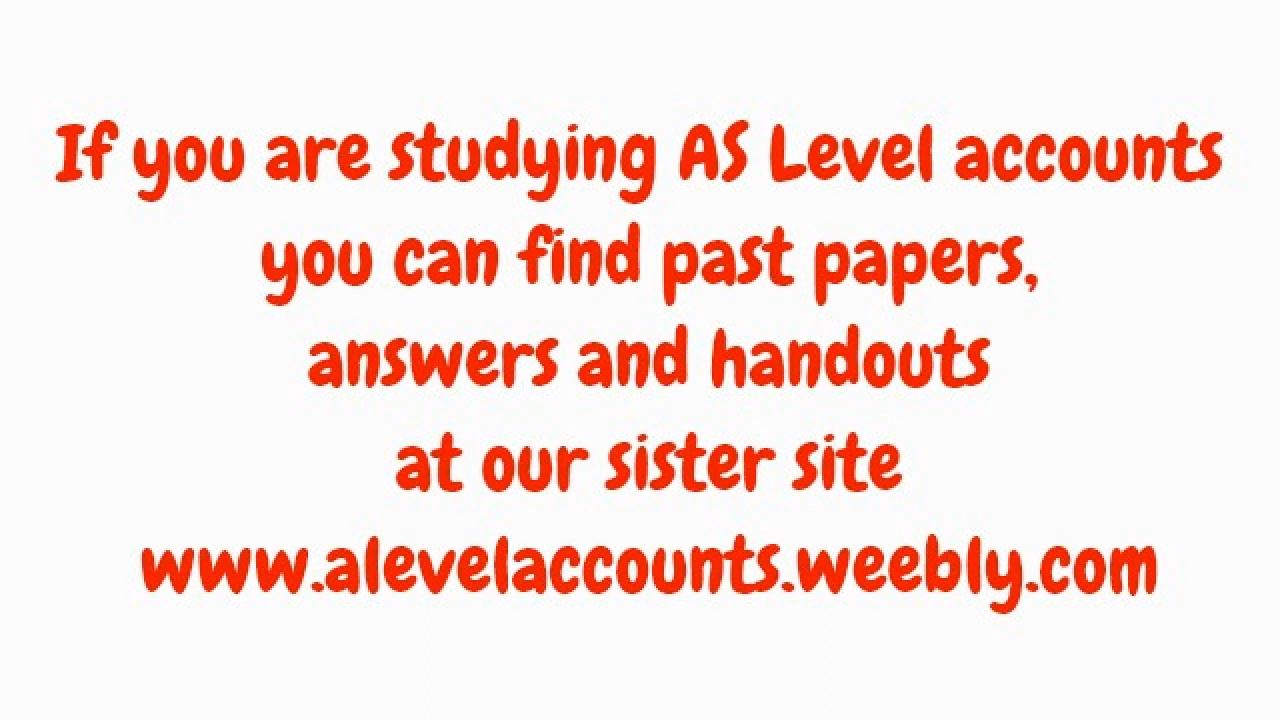 If you are studying AS Level accounts
you can find past papers,
answers and handouts
at our sister site
www.alevelaccounts.weebly.com